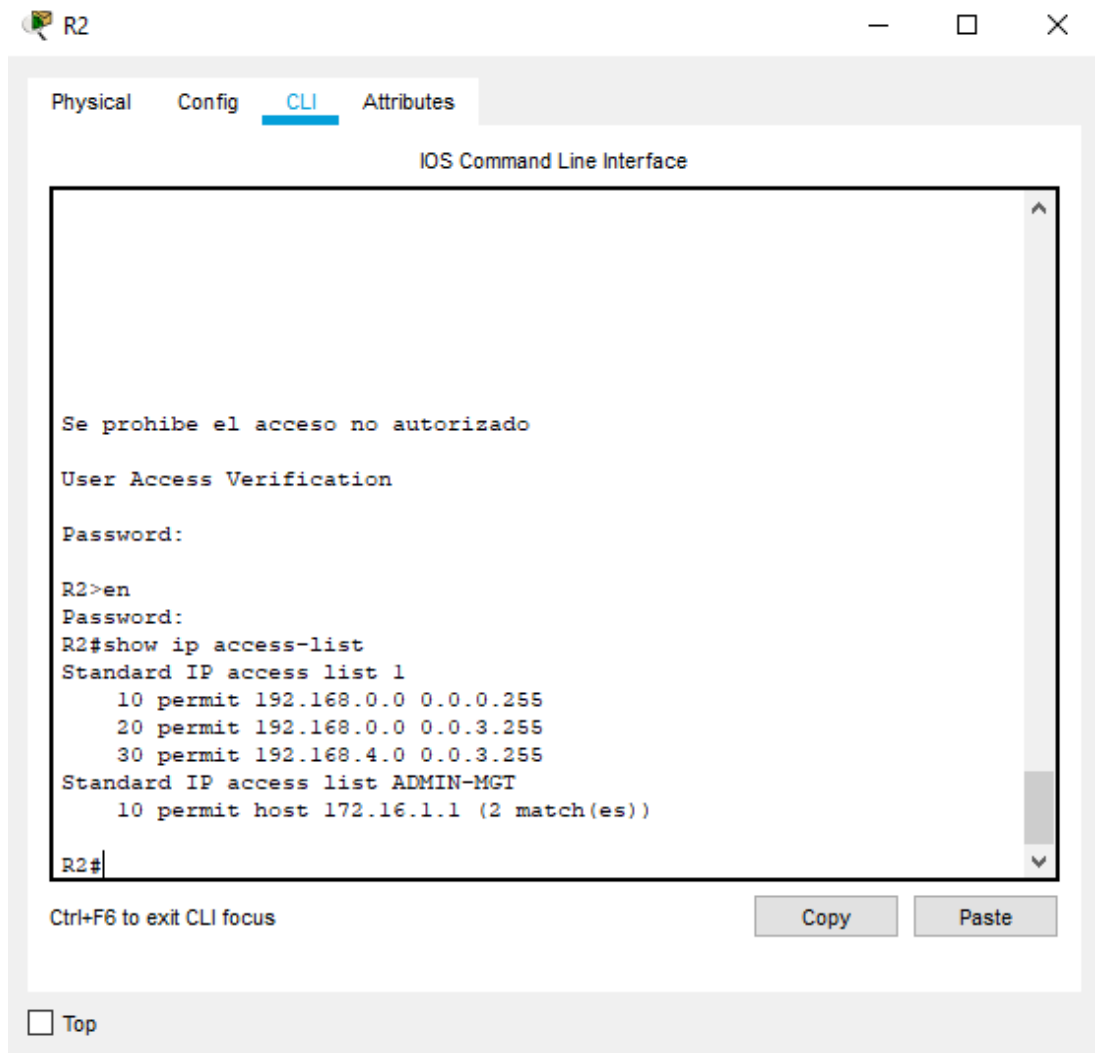 R2
Physical Config CLI Attributes
IOS Command Line Interface
Se prohibe el acceso no autorizado
User Access Verification
Password:
R2>en
Password:
R2#show ip access-list
Standard IP access list 1
10 permit 192.168.0.0 0.0.0.255
20 permit 192.168.0.0 0.0.3.255
30 permit 192.168.4.0 0.0.3.255
Standard IP access list ADMIN-MGT
10 permit host 172.16.1.1 (2 match(es))
R2#
Ctrl+F6 to exit CLI focus
Copy Paste
Top